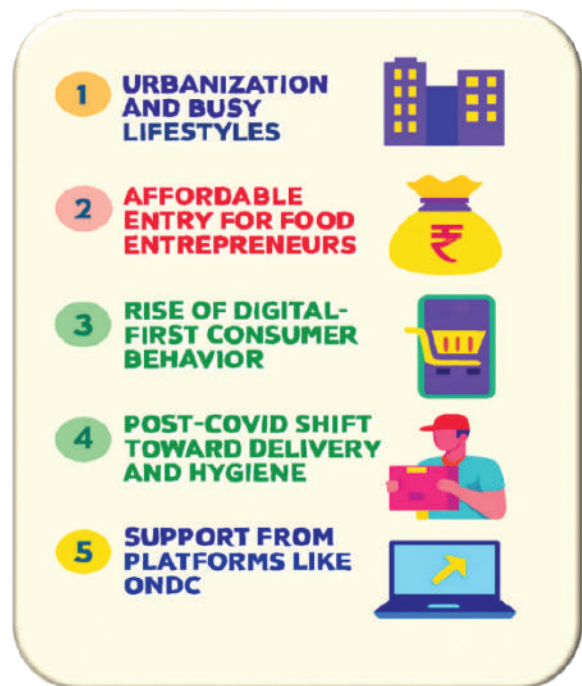 1 URBANIZATION
AND BUSY
LIFESTYLES
2 AFFORDABLE
ENTRY FOR FOOD
ENTREPRENEURS
₹
3 RISE OF DIGITAL-
FIRST CONSUMER
BEHAVIOR
4 POST-COVID SHIFT
TOWARD DELIVERY
AND HYGIENE
5 SUPPORT FROM
PLATFORMS LIKE
ONDC